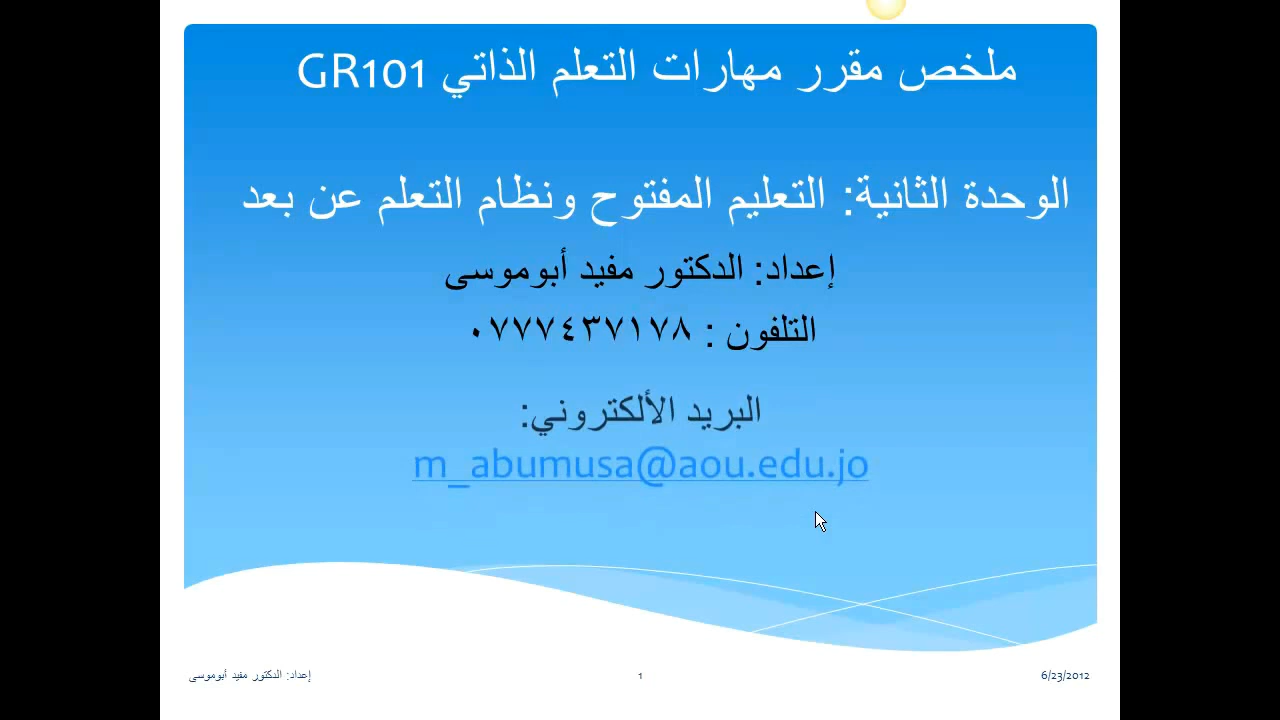 ملخص مقرر مهارات التعلم الذاتي GR101
الوحدة الثانية: التعليم المفتوح ونظام التعلم عن بعد
إعداد: الدكتور مفيد أبوموسى
التلفون : ٠٧٧٧٤٣٧١٧٨
البريد الألكتروني:
m_abumusa@aou.edu.jo
إعداد: الدكتور مفيد أبوموسى
1
6/23/2012